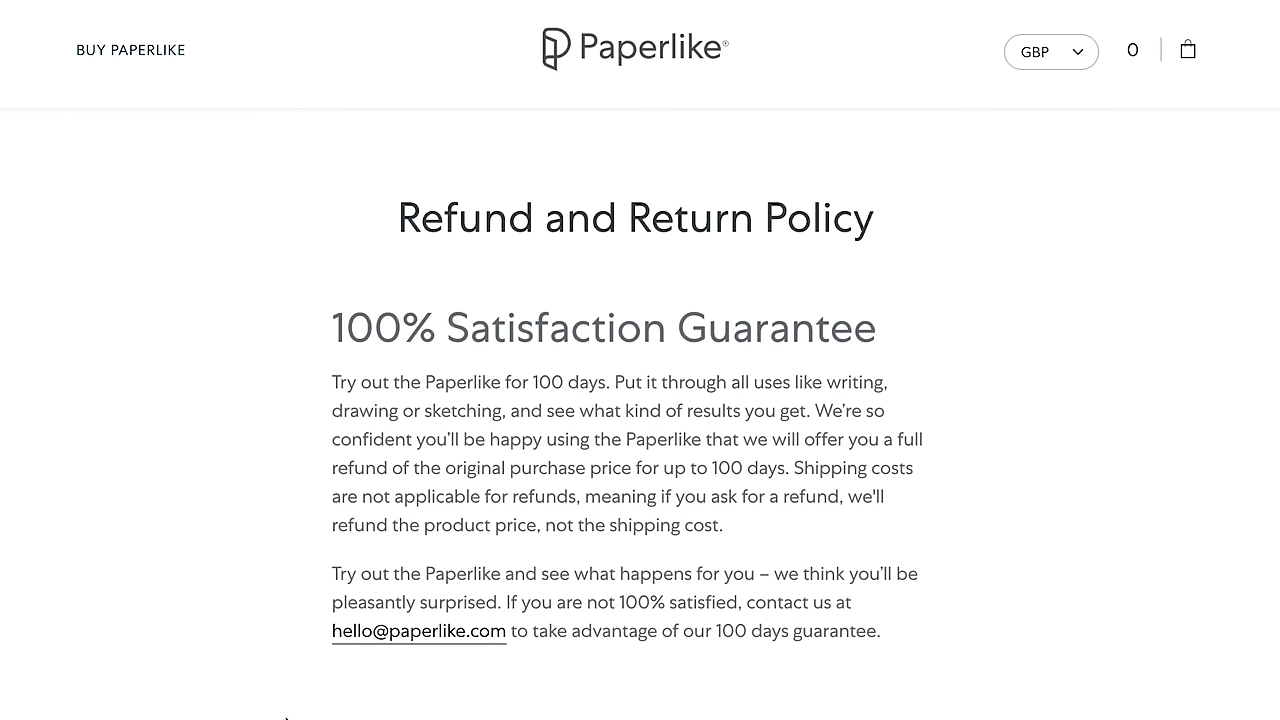 BUY PAPERLIKE
Paperlike®
GBP
0
Refund and Return Policy
100% Satisfaction Guarantee
Try out the Paperlike for 100 days. Put it through all uses like writing,
drawing or sketching, and see what kind of results you get. We’re so
confident you’ll be happy using the Paperlike that we will offer you a full
refund of the original purchase price for up to 100 days. Shipping costs
are not applicable for refunds, meaning if you ask for a refund, we'll
refund the product price, not the shipping cost.
Try out the Paperlike and see what happens for you – we think you’ll be
pleasantly surprised. If you are not 100% satisfied, contact us at
hello@paperlike.com to take advantage of our 100 days guarantee.